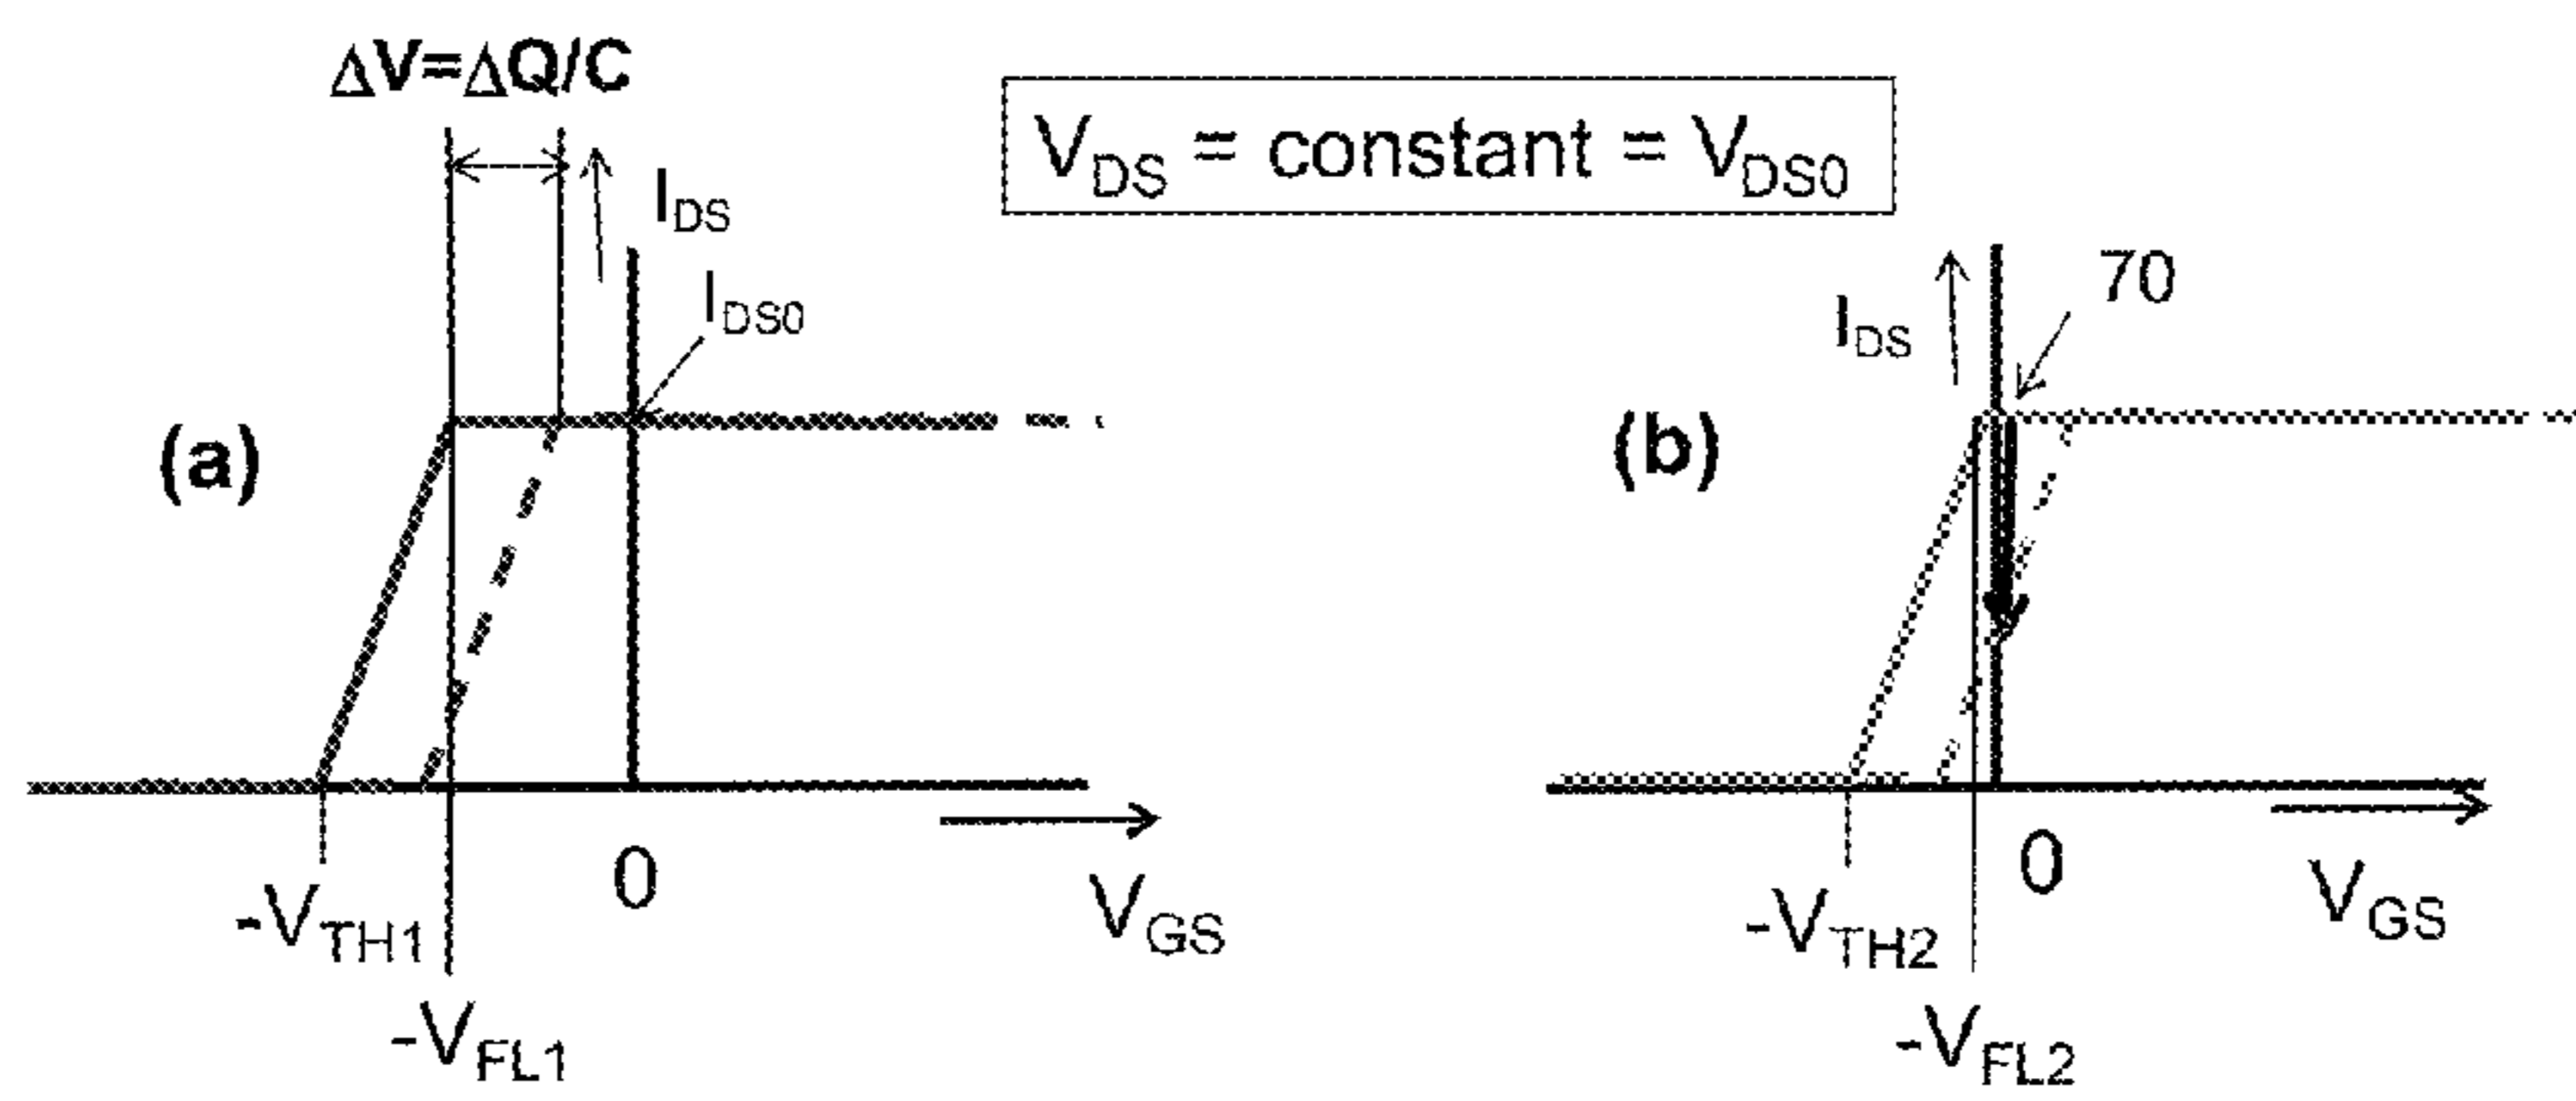 ΔV=ΔQ/C
V_DS = constant = V_DS0
I_DS
I_DS0
(a)
0
-V_TH1
V_GS
-V_FL1
70
I_DS
(b)
0
-V_TH2
V_GS
-V_FL2